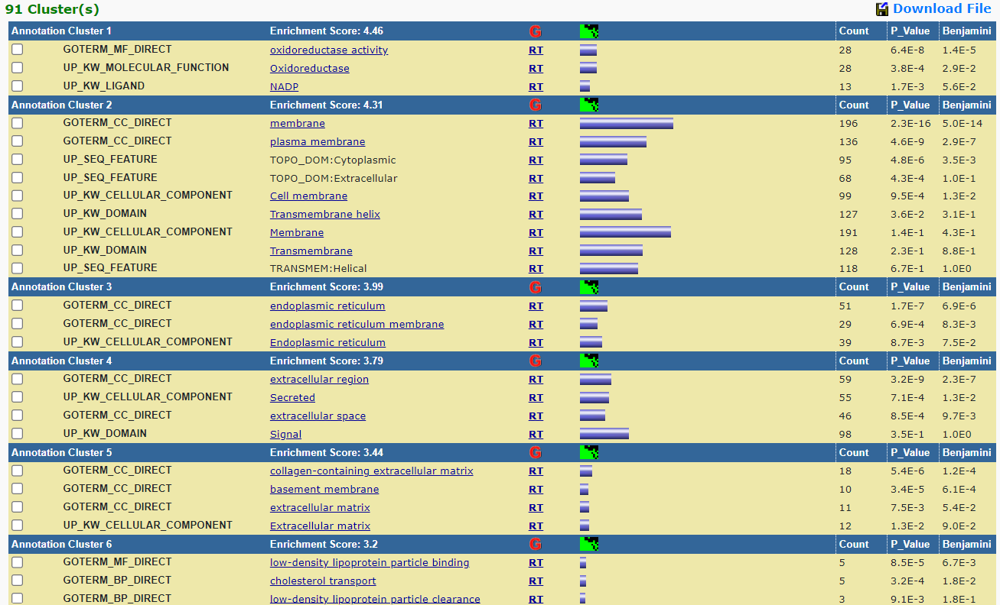 91 Cluster(s) Download File
Annotation Cluster 1 Enrichment Score: 4.46 G Count P_Value Benjamini
GOTERM_MF_DIRECT oxidoreductase activity RT 28 6.4E-8 1.4E-5
UP_KW_MOLECULAR_FUNCTION Oxidoreductase RT 28 3.8E-4 2.9E-2
UP_KW_LIGAND NADP RT 13 1.7E-3 5.6E-2
Annotation Cluster 2 Enrichment Score: 4.31 G Count P_Value Benjamini
GOTERM_CC_DIRECT membrane RT 196 2.3E-16 5.0E-14
GOTERM_CC_DIRECT plasma membrane RT 136 4.6E-9 2.9E-7
UP_SEQ_FEATURE TOPO_DOM:Cytoplasmic RT 95 4.8E-6 3.5E-3
UP_SEQ_FEATURE TOPO_DOM:Extracellular RT 68 4.3E-4 1.0E-1
UP_KW_CELLULAR_COMPONENT Cell membrane RT 99 9.5E-4 1.3E-2
UP_KW_DOMAIN Transmembrane helix RT 127 3.6E-2 3.1E-1
UP_KW_CELLULAR_COMPONENT Membrane RT 191 1.4E-1 4.3E-1
UP_KW_DOMAIN Transmembrane RT 128 2.3E-1 8.8E-1
UP_SEQ_FEATURE TRANSMEM:Helical RT 118 6.7E-1 1.0E0
Annotation Cluster 3 Enrichment Score: 3.99 G Count P_Value Benjamini
GOTERM_CC_DIRECT endoplasmic reticulum RT 51 1.7E-7 6.9E-6
GOTERM_CC_DIRECT endoplasmic reticulum membrane RT 29 6.9E-4 8.3E-3
UP_KW_CELLULAR_COMPONENT Endoplasmic reticulum RT 39 8.7E-3 7.5E-2
Annotation Cluster 4 Enrichment Score: 3.79 G Count P_Value Benjamini
GOTERM_CC_DIRECT extracellular region RT 59 3.2E-9 2.3E-7
UP_KW_CELLULAR_COMPONENT Secreted RT 55 7.1E-4 1.3E-2
GOTERM_CC_DIRECT extracellular space RT 46 8.5E-4 9.7E-3
UP_KW_DOMAIN Signal RT 98 3.5E-1 1.0E0
Annotation Cluster 5 Enrichment Score: 3.44 G Count P_Value Benjamini
GOTERM_CC_DIRECT collagen-containing extracellular matrix RT 18 5.4E-6 1.2E-4
GOTERM_CC_DIRECT basement membrane RT 10 3.4E-5 6.1E-4
GOTERM_CC_DIRECT extracellular matrix RT 11 7.5E-3 5.4E-2
UP_KW_CELLULAR_COMPONENT Extracellular matrix RT 12 1.3E-2 9.0E-2
Annotation Cluster 6 Enrichment Score: 3.2 G Count P_Value Benjamini
GOTERM_MF_DIRECT low-density lipoprotein particle binding RT 5 8.5E-5 6.7E-3
GOTERM_BP_DIRECT cholesterol transport RT 5 3.2E-4 1.8E-2
GOTERM_BP_DIRECT low-density lipoprotein particle clearance RT 3 9.1E-3 1.8E-1